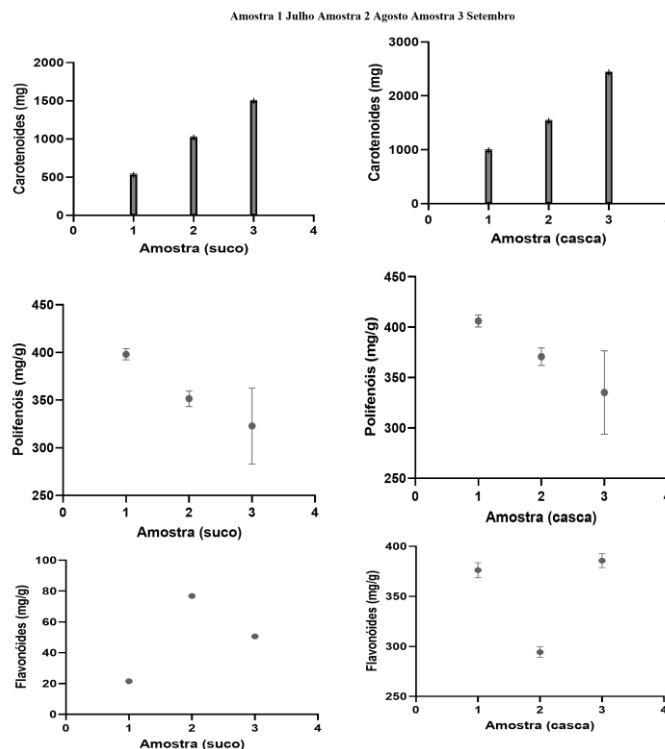 Amostra 1 Julho Amostra 2 Agosto Amostra 3 Setembro
Carotenoides (mg)
2000
1500
1000
500
0
0 1 2 3 4
Amostra (suco)
Carotenoides (mg)
3000
2000
1000
0
0 1 2 3 4
Amostra (casca)
Polifenóis (mg/g)
450
400
350
300
250
0 1 2 3 4
Amostra (suco)
Polifenóis (mg/g)
450
400
350
300
250
0 1 2 3 4
Amostra (casca)
Flavonóides (mg/g)
100
80
60
40
20
0
0 1 2 3 4
Amostra (suco)
Flavonóides (mg/g)
400
350
300
250
0 1 2 3 4
Amostra (casca)